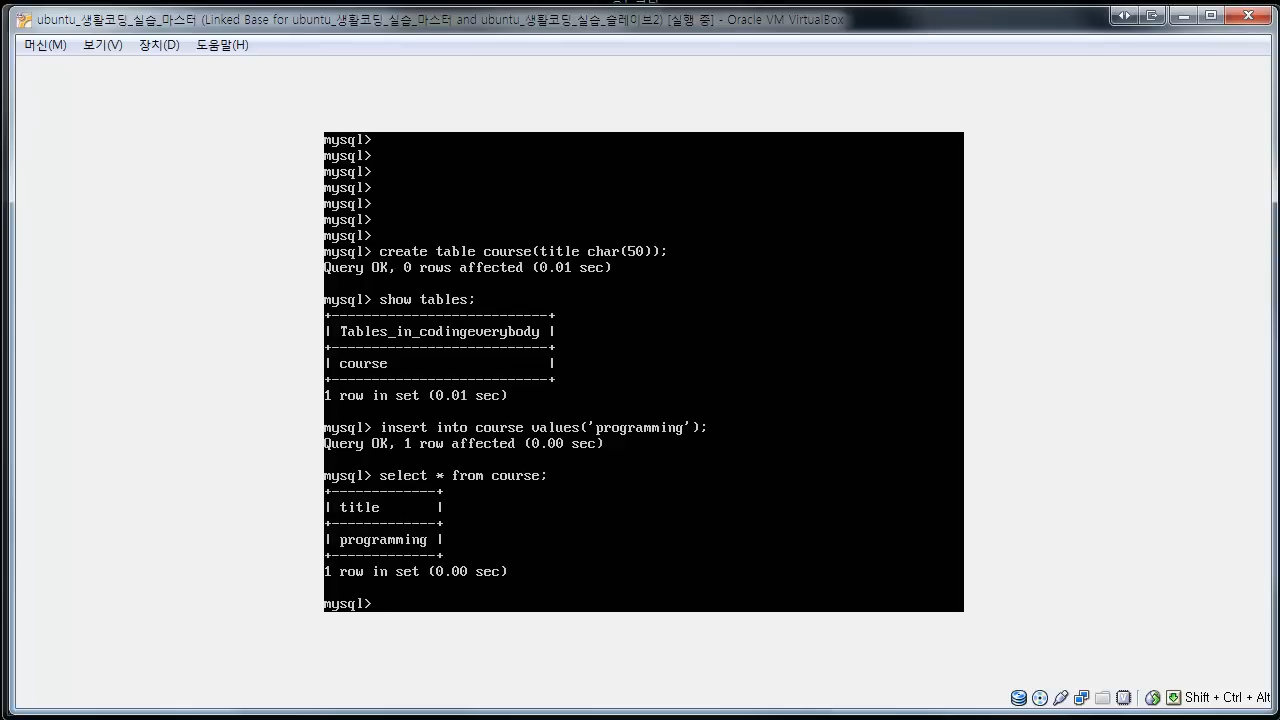 ubuntu_생활코딩_실습_마스터 (Linked Base for ubuntu_생활코딩_실습_마스터 and ubuntu_생활코딩_실습_슬레이브2) [실행 중] - Oracle VM VirtualBox
머신(M) 보기(V) 장치(D) 도움말(H)
mysql>
mysql>
mysql>
mysql>
mysql>
mysql>
mysql>
mysql> create table course(title char(50));
Query OK, 0 rows affected (0.01 sec)
mysql> show tables;
+---------------------------+
| Tables_in_codingeverybody |
+---------------------------+
| course                    |
+---------------------------+
1 row in set (0.01 sec)
mysql> insert into course values('programming');
Query OK, 1 row affected (0.00 sec)
mysql> select * from course;
+-------------+
| title       |
+-------------+
| programming |
+-------------+
1 row in set (0.00 sec)
mysql>
Shift + Ctrl + Alt